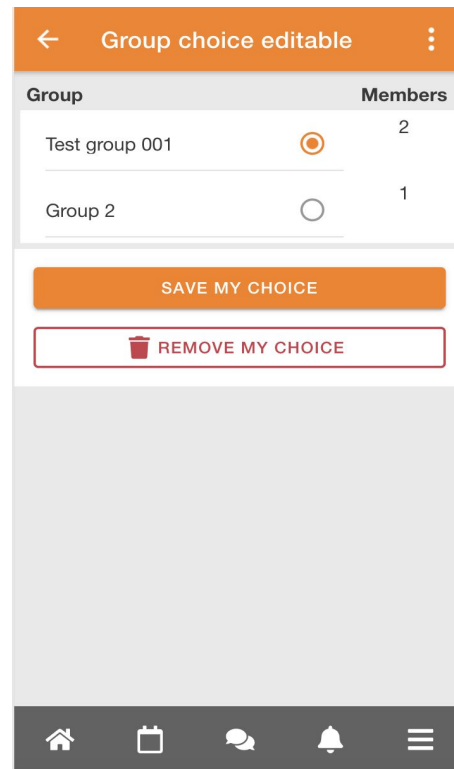 Group choice editable
Group Members
Test group 001 2
Group 2 1
SAVE MY CHOICE
REMOVE MY CHOICE